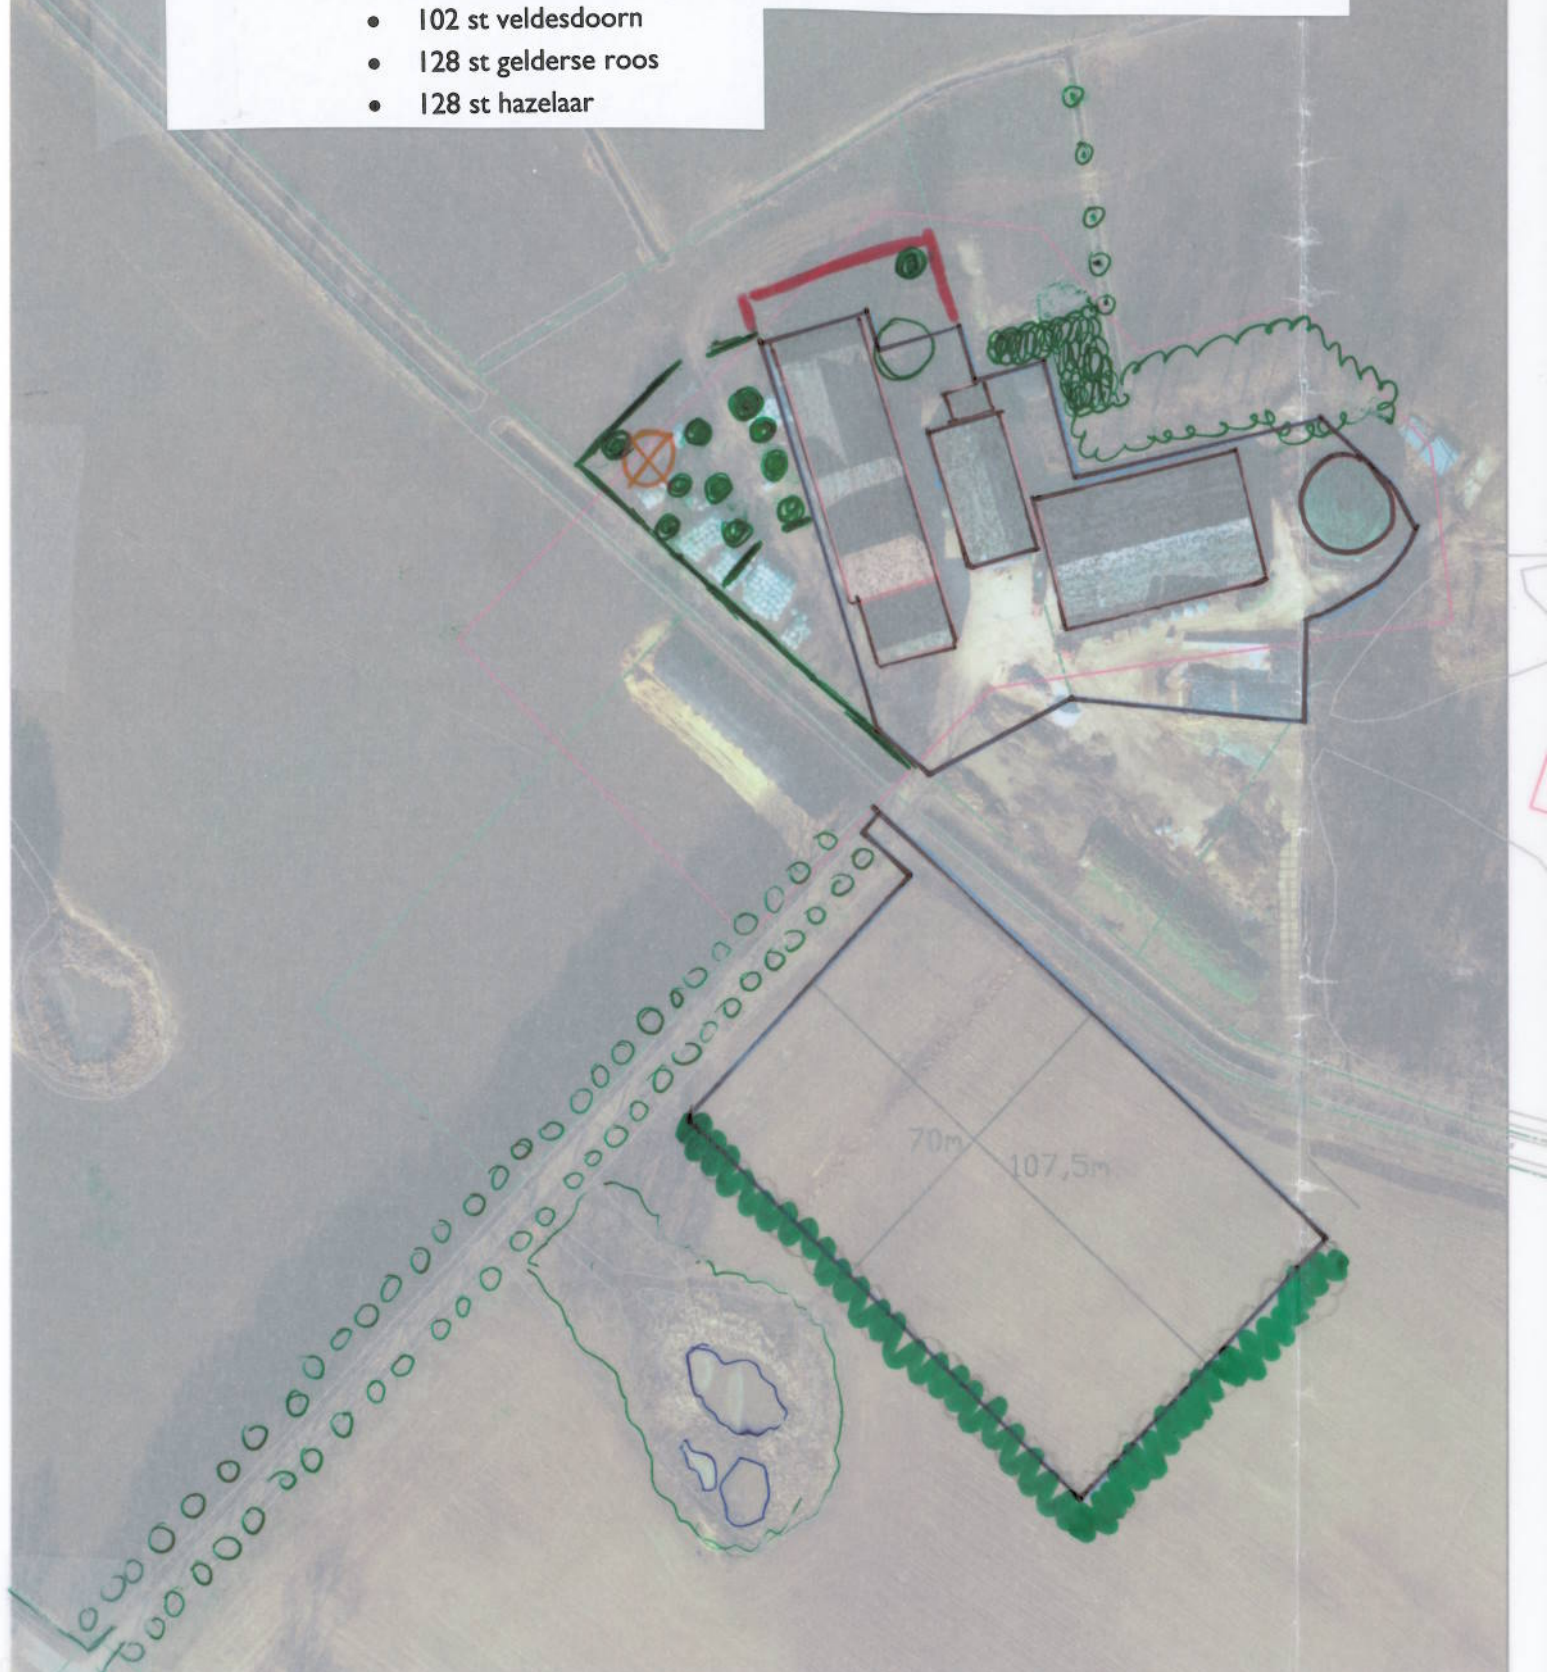 • 102 st veldesdoorn
• 128 st gelderse roos
• 128 st hazelaar
70m
107,5m